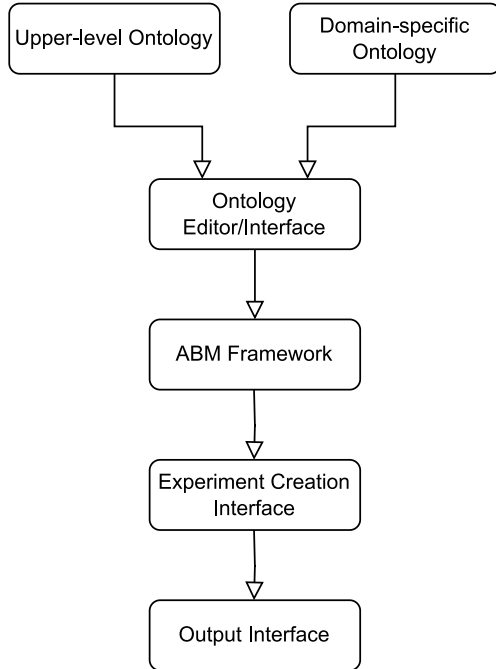 Upper-level Ontology
Domain-specific
Ontology
Ontology
Editor/Interface
ABM Framework
Experiment Creation
Interface
Output Interface